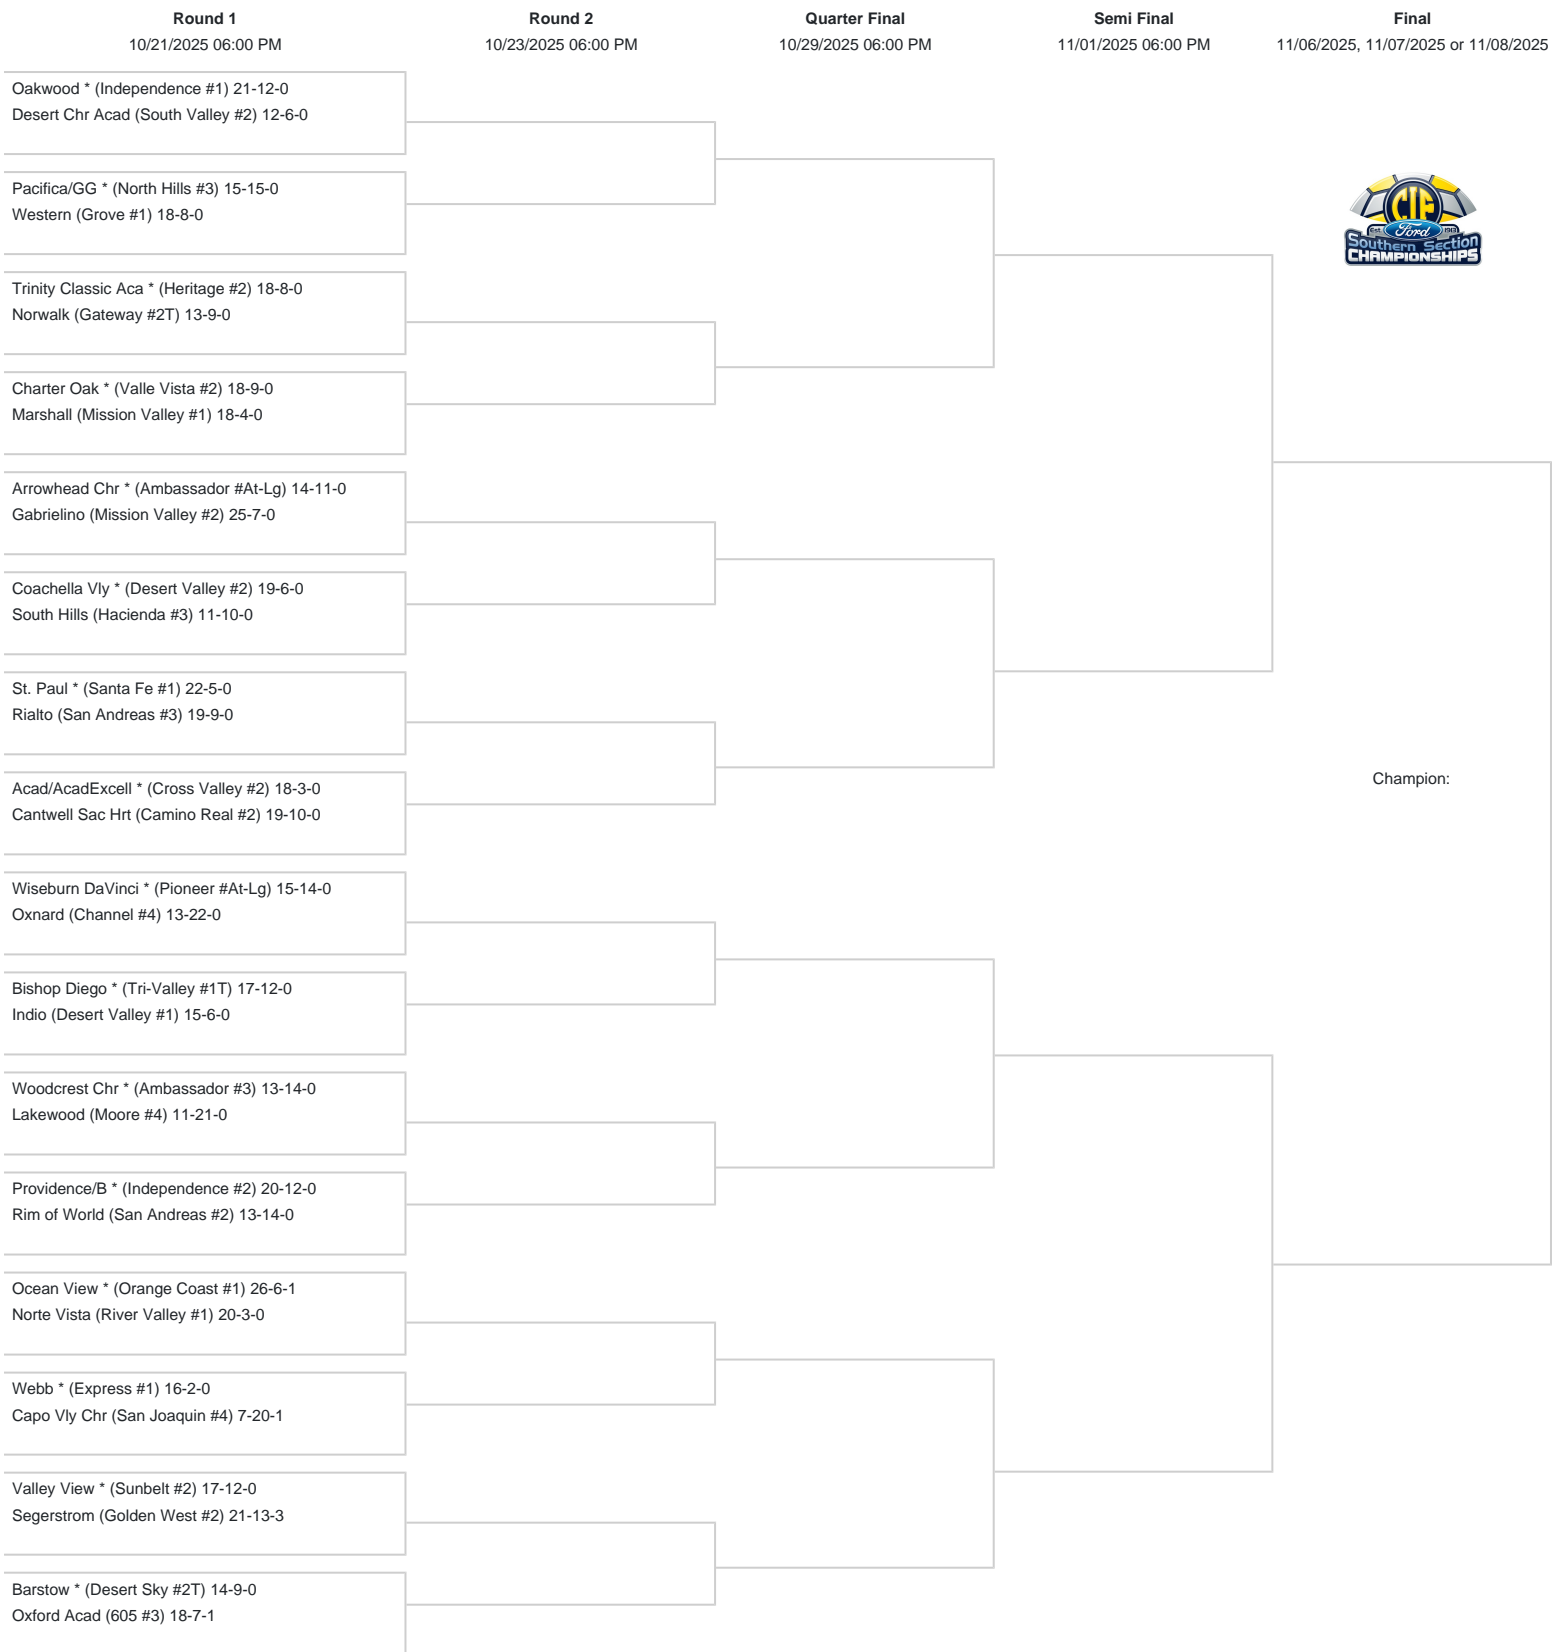 Round 1
10/21/2025 06:00 PM
Round 2
10/23/2025 06:00 PM
Quarter Final
10/29/2025 06:00 PM
Semi Final
11/01/2025 06:00 PM
Final
11/06/2025, 11/07/2025 or 11/08/2025
Oakwood * (Independence #1) 21-12-0
Desert Chr Acad (South Valley #2) 12-6-0
Pacifica/GG * (North Hills #3) 15-15-0
Western (Grove #1) 18-8-0
Trinity Classic Aca * (Heritage #2) 18-8-0
Norwalk (Gateway #2T) 13-9-0
Charter Oak * (Valle Vista #2) 18-9-0
Marshall (Mission Valley #1) 18-4-0
Arrowhead Chr * (Ambassador #At-Lg) 14-11-0
Gabrielino (Mission Valley #2) 25-7-0
Coachella Vly * (Desert Valley #2) 19-6-0
South Hills (Hacienda #3) 11-10-0
St. Paul * (Santa Fe #1) 22-5-0
Rialto (San Andreas #3) 19-9-0
Acad/AcadExcell * (Cross Valley #2) 18-3-0
Cantwell Sac Hrt (Camino Real #2) 19-10-0
Wiseburn DaVinci * (Pioneer #At-Lg) 15-14-0
Oxnard (Channel #4) 13-22-0
Bishop Diego * (Tri-Valley #1T) 17-12-0
Indio (Desert Valley #1) 15-6-0
Woodcrest Chr * (Ambassador #3) 13-14-0
Lakewood (Moore #4) 11-21-0
Providence/B * (Independence #2) 20-12-0
Rim of World (San Andreas #2) 13-14-0
Ocean View * (Orange Coast #1) 26-6-1
Norte Vista (River Valley #1) 20-3-0
Webb * (Express #1) 16-2-0
Capo Vly Chr (San Joaquin #4) 7-20-1
Valley View * (Sunbelt #2) 17-12-0
Segerstrom (Golden West #2) 21-13-3
Barstow * (Desert Sky #2T) 14-9-0
Oxford Acad (605 #3) 18-7-1
CIF
Est. Ford 1913
Southern Section
CHAMPIONSHIPS
Champion: